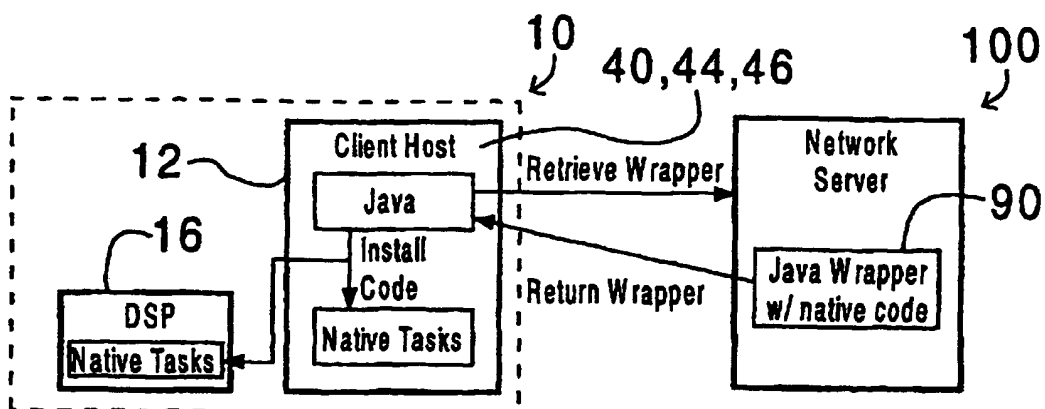 10
40,44,46
100
12
Client Host
Network
Server
Retrieve Wrapper
Java
90
16
Install
Code
Java Wrapper
w/ native code
Return Wrapper
DSP
Native Tasks
Native Tasks